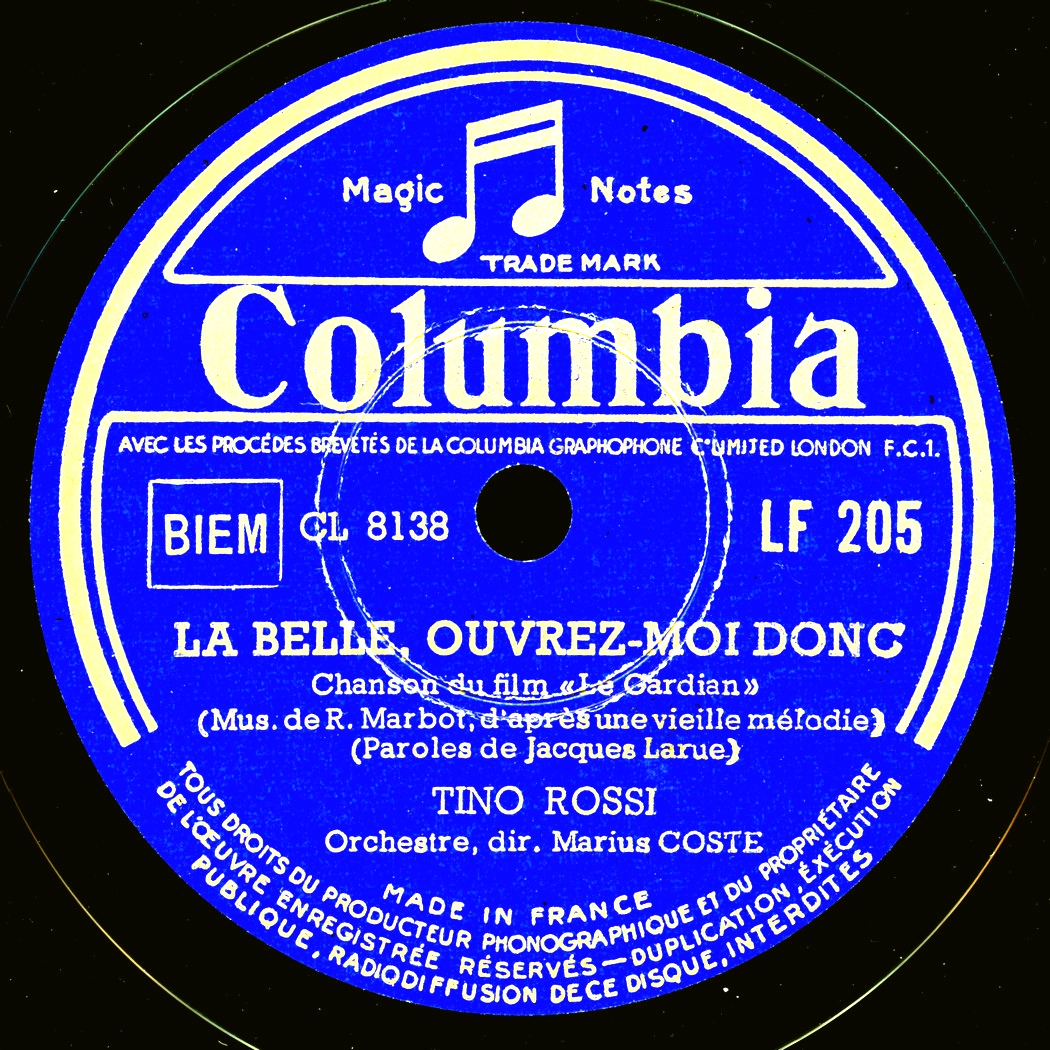 Magic Notes
TRADE MARK
Columbia
AVEC LES PROCÉDES BREVETÉS DE LA COLUMBIA GRAPHOPHONE Cº LIMITED LONDON F.C.1.
BIEM CL 8138 LF 205
LA BELLE, OUVREZ-MOI DONC
Chanson du film «Le Gardian»
(Mus. de R. Marbot, d'après une vieille mélodie)
(Paroles de Jacques Larue)
TINO ROSSI
Orchestre, dir. Marius COSTE
MADE IN FRANCE
TOUS DROITS DU PRODUCTEUR PHONOGRAPHIQUE ET DU PROPRIÉTAIRE
DE L'ŒUVRE ENREGISTRÉE RÉSERVÉS — DUPLICATION, ÉXÉCUTION
PUBLIQUE, RADIODIFFUSION DE CE DISQUE, INTERDITES